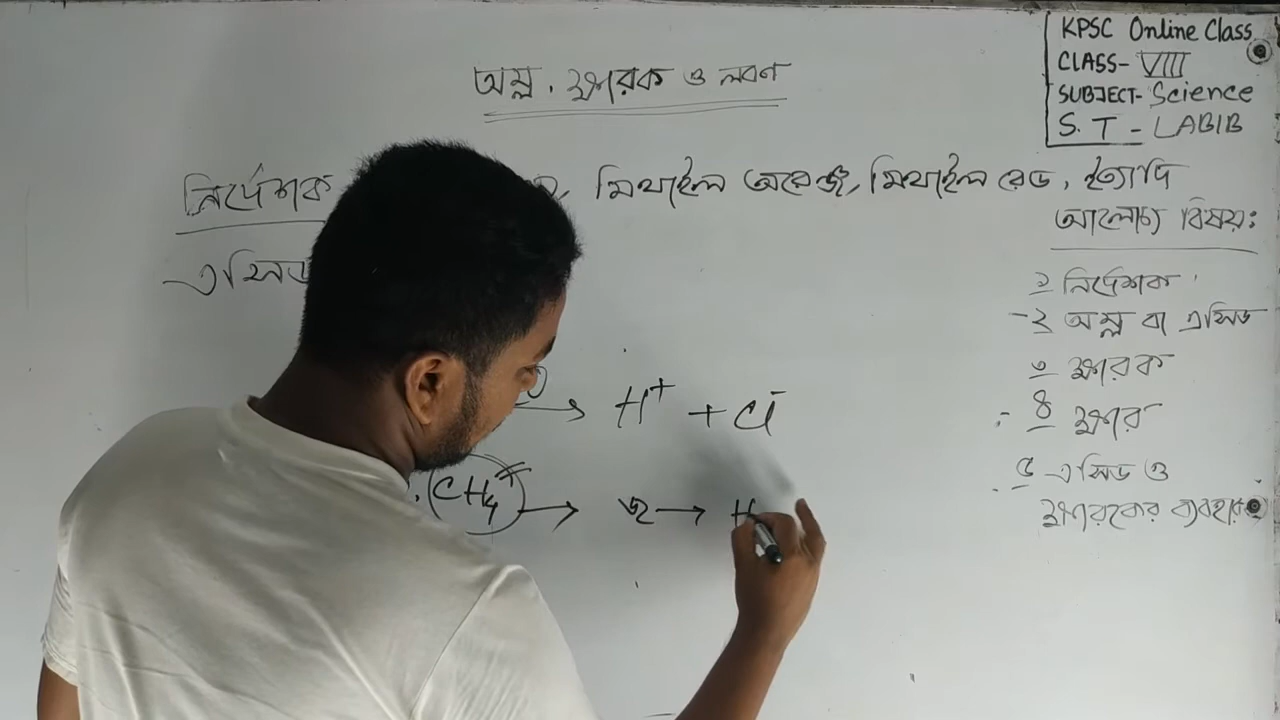 অম্ল, ক্ষারক ও লবণ
KPSC Online Class
CLASS- VIII
SUBJECT- Science
S. T - LABIB
নির্দেশক মিথাইল অরেঞ্জ, মিথাইল রেড, ইত্যাদি
এসিড
→ H⁺ + Cl⁻
(CH₄) → → H
আলোচ্য বিষয়ঃ
১ নির্দেশক
২ অম্ল বা এসিড
৩ ক্ষারক
৪ ক্ষার
৫ এসিড ও
ক্ষারকের ব্যবহার